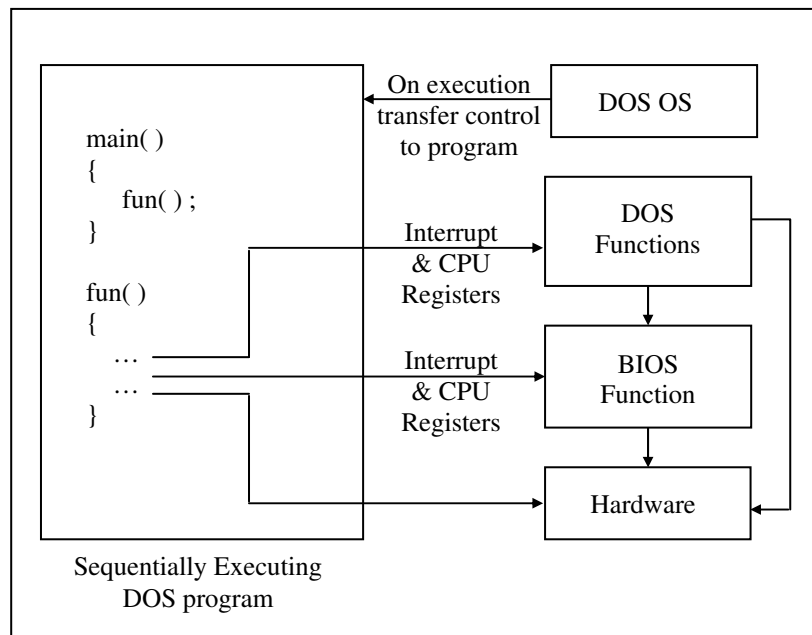 On execution
transfer control
to program
DOS OS
main( )
{
fun( ) ;
}
fun( )
{
…
…
}
Interrupt
& CPU
Registers
DOS
Functions
Interrupt
& CPU
Registers
BIOS
Function
Hardware
Sequentially Executing
DOS program